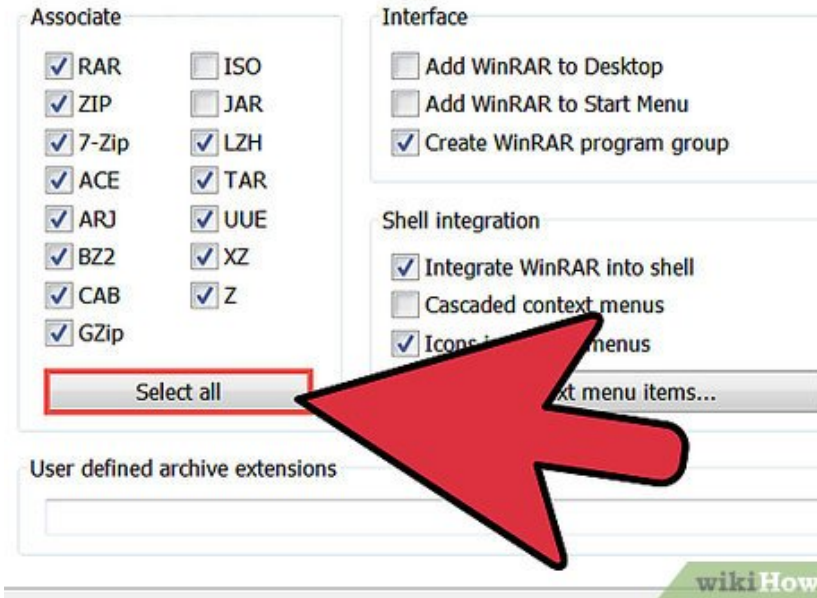 Associate
RAR
ISO
ZIP
JAR
7-Zip
LZH
ACE
TAR
ARJ
UUE
BZ2
XZ
CAB
Z
GZip
Select all
Interface
Add WinRAR to Desktop
Add WinRAR to Start Menu
Create WinRAR program group
Shell integration
Integrate WinRAR into shell
Cascaded context menus
Icons menus
menu items...
User defined archive extensions
wikiHow